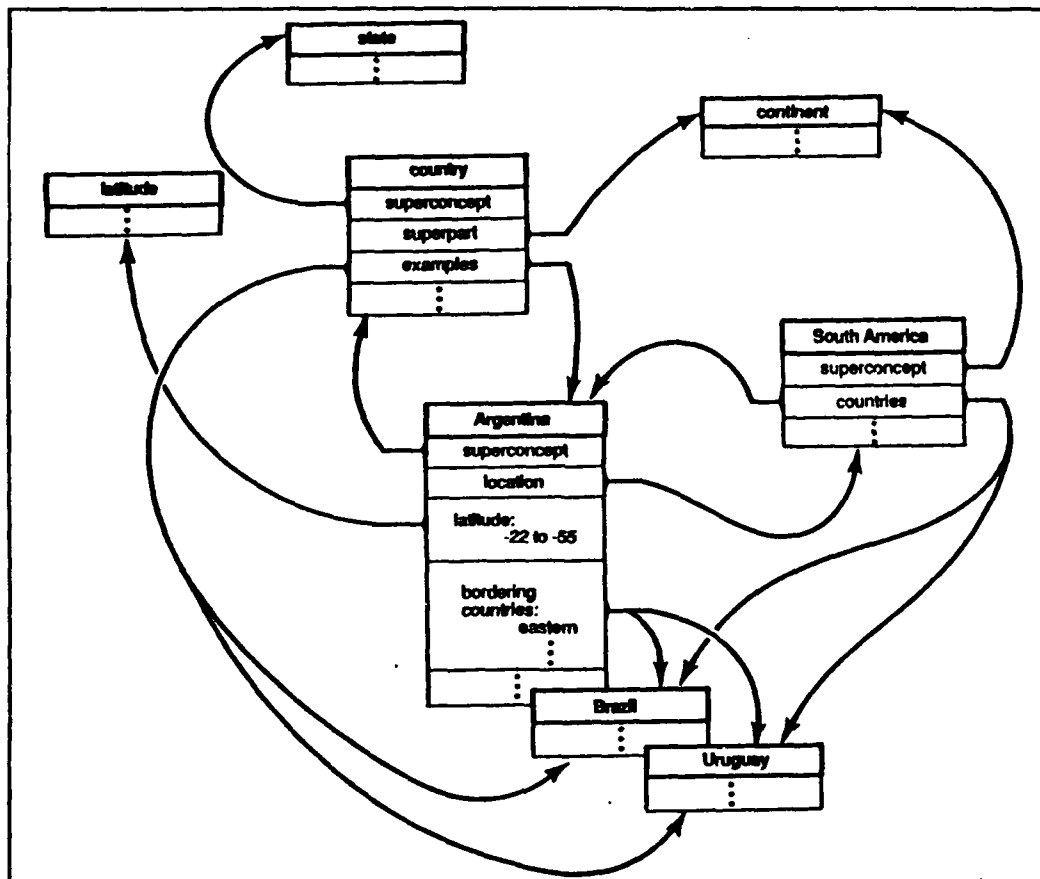 state
continent
latitude
country
superconcept
superpart
examples
South America
superconcept
countries
Argentina
superconcept
location
latitude:
-22 to -55
bordering
countries:
eastern
Brazil
Uruguay